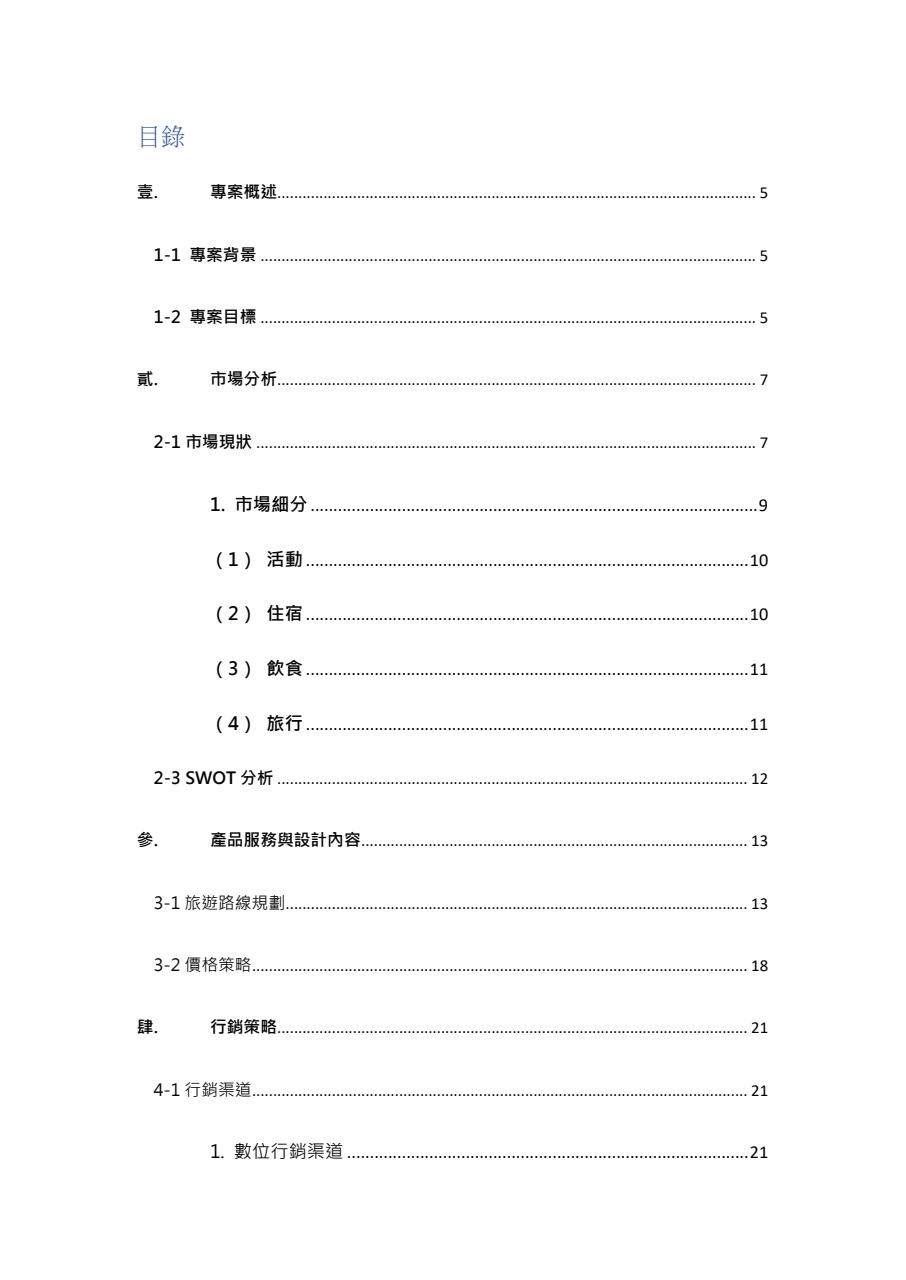 目錄
壹. 專案概述 5
1-1 專案背景 5
1-2 專案目標 5
貳. 市場分析 7
2-1 市場現狀 7
1. 市場細分 9
（1） 活動 10
（2） 住宿 10
（3） 飲食 11
（4） 旅行 11
2-3 SWOT 分析 12
參. 產品服務與設計內容 13
3-1 旅遊路線規劃 13
3-2 價格策略 18
肆. 行銷策略 21
4-1 行銷渠道 21
1. 數位行銷渠道 21